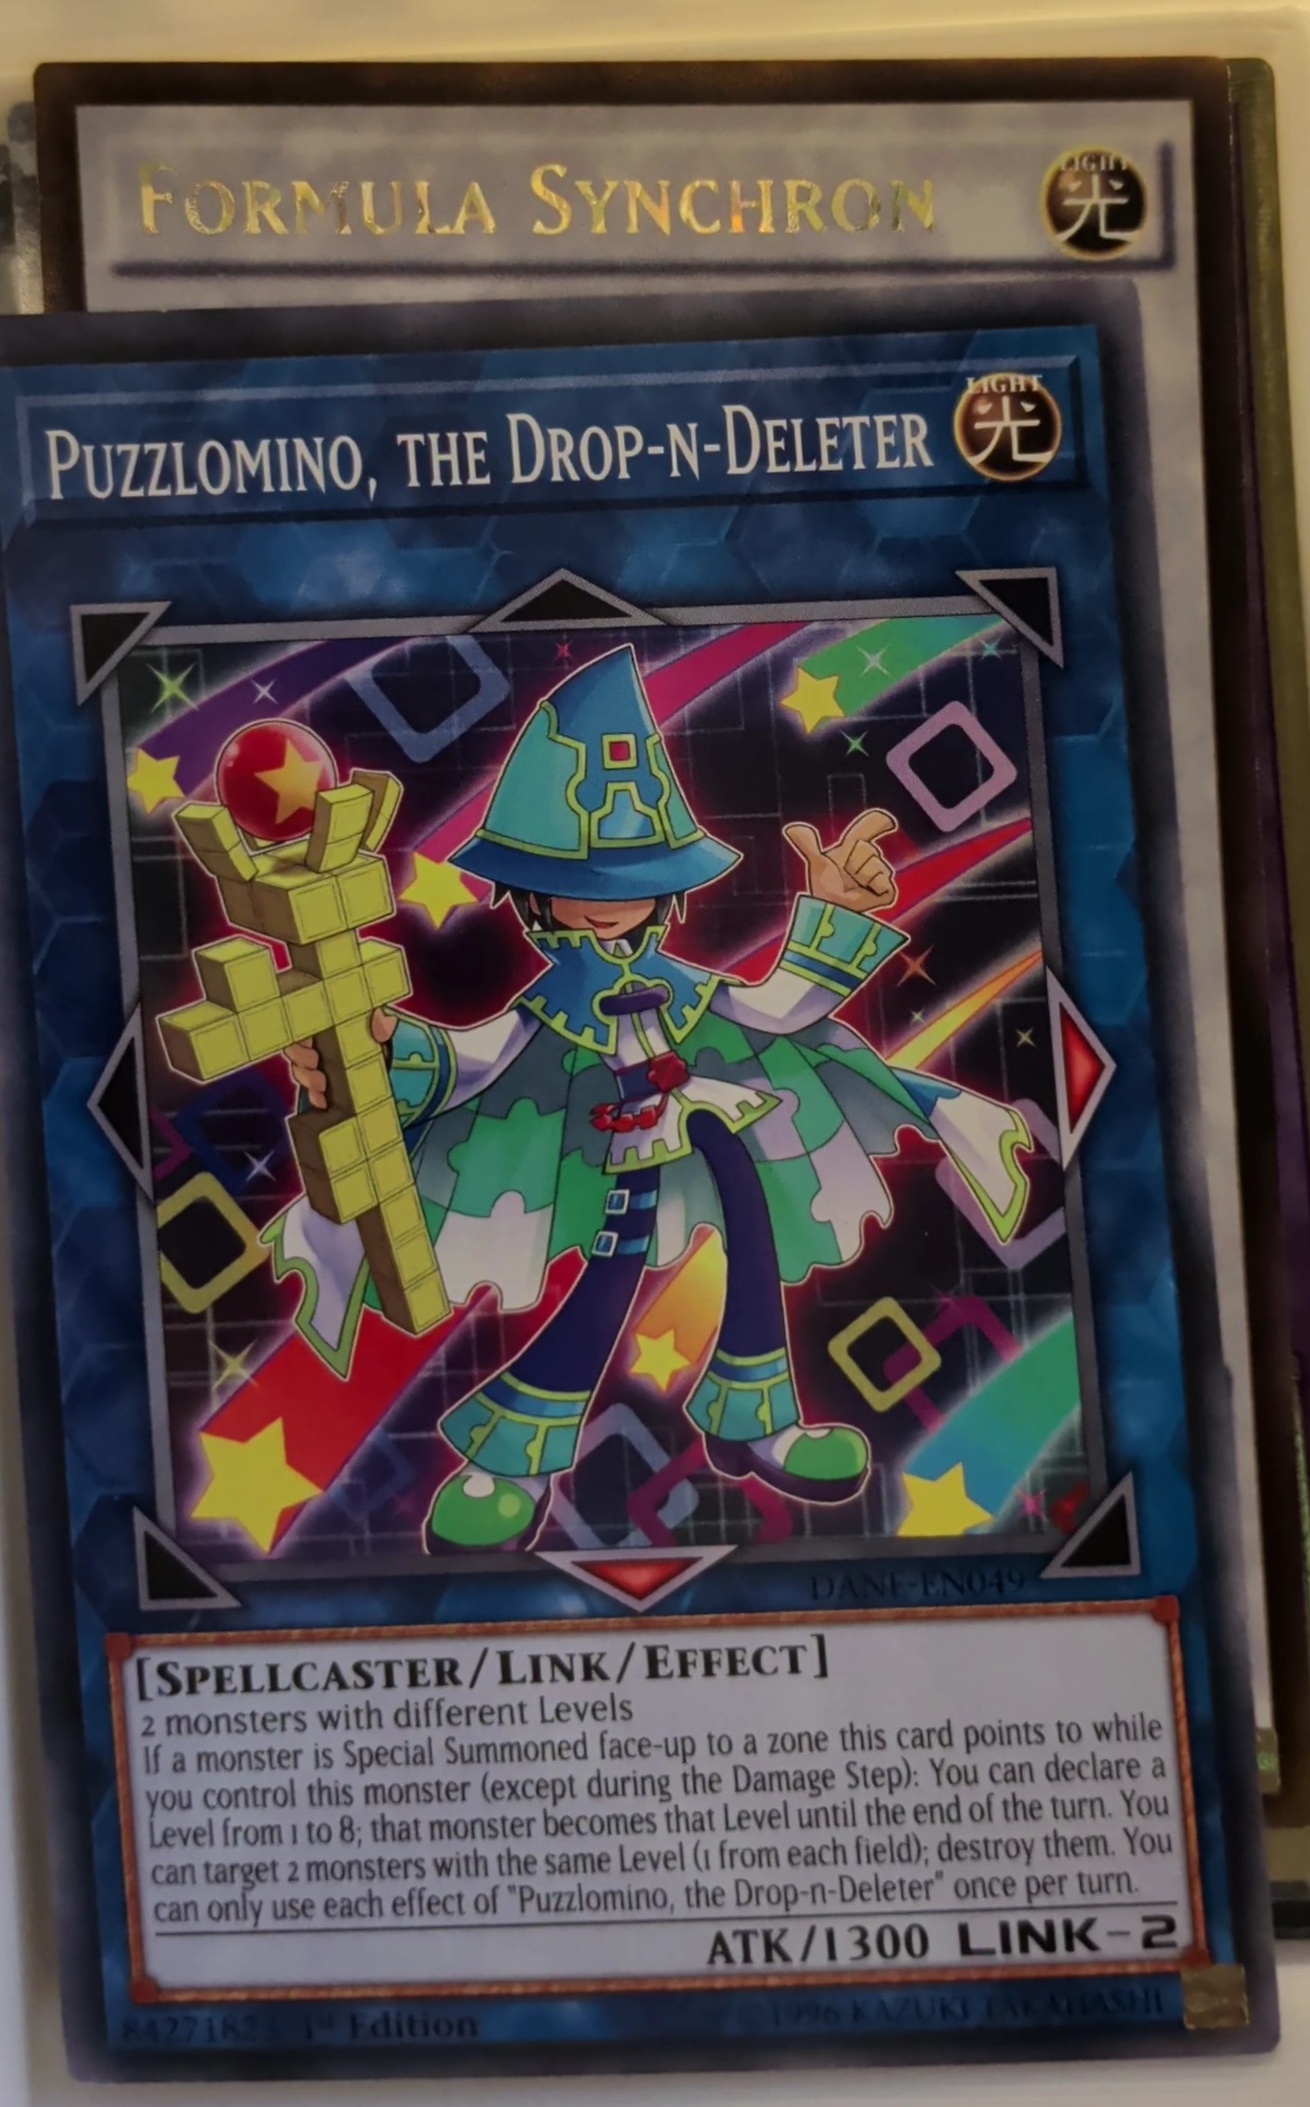 FORMULA SYNCHRON
LIGHT
光
PUZZLOMINO, THE DROP-N-DELETER
LIGHT
光
DANE-EN049
[SPELLCASTER/LINK/EFFECT]
2 monsters with different Levels
If a monster is Special Summoned face-up to a zone this card points to while
you control this monster (except during the Damage Step): You can declare a
Level from 1 to 8; that monster becomes that Level until the end of the turn. You
can target 2 monsters with the same Level (1 from each field); destroy them. You
can only use each effect of "Puzzlomino, the Drop-n-Deleter" once per turn.
ATK/1300 LINK-2
1st Edition
©1996 KAZUKI TAKAHASHI